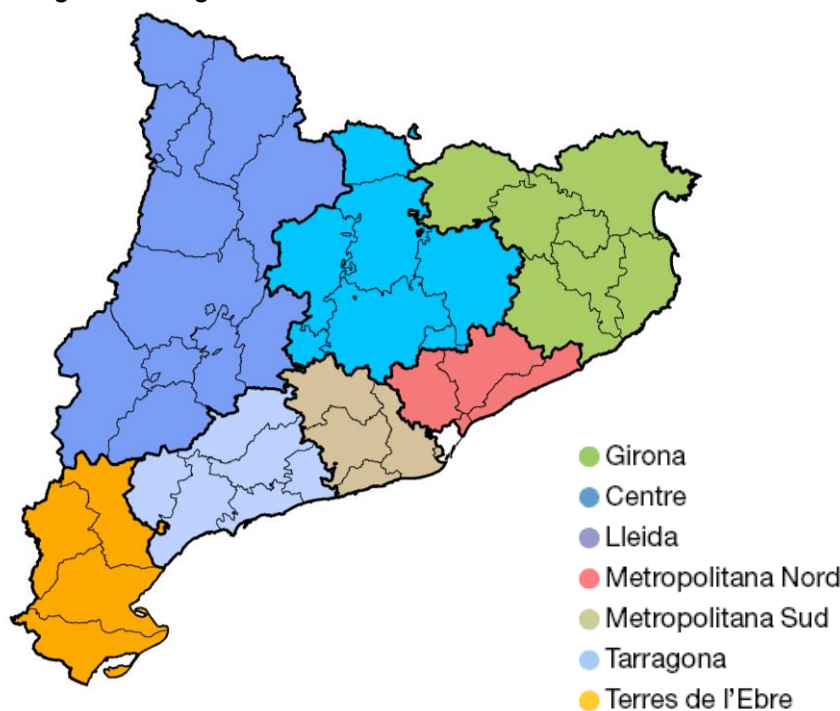 Girona
Centre
Lleida
Metropolitana Nord
Metropolitana Sud
Tarragona
Terres de l'Ebre